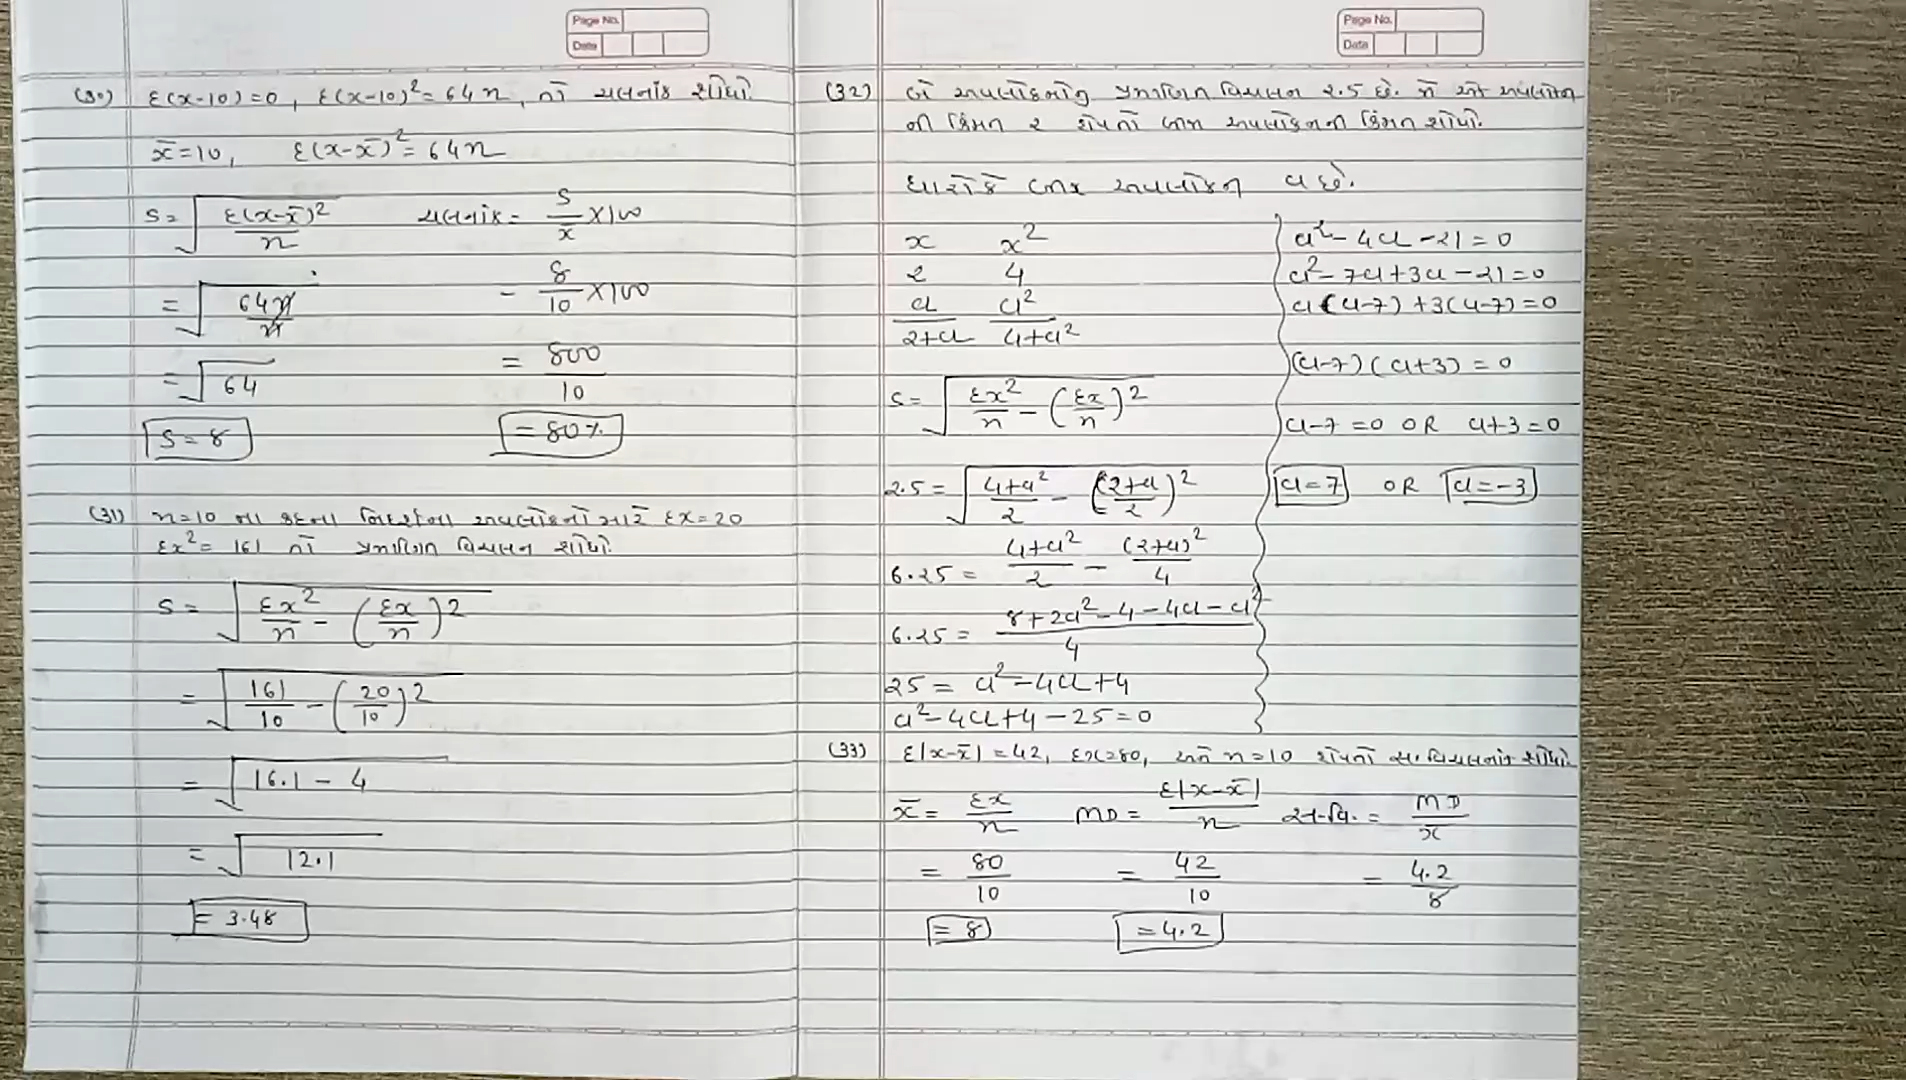 Page No.
Date
(30) Σ(x-10)=0, Σ(x-10)²=64n, તો ચલનાંક શોધો.
x̄=10, Σ(x-x̄)²=64n
s= √(Σ(x-x̄)²/n) ચલનાંક = s/x × 100
= √(64n/n) = 8/10 × 100
= √64 = 800/10
s=8 = 80%
(31) n=10 ના કદના નિદર્શના અવલોકનો માટે Σx=20
Σx²=161 તો પ્રમાણિત વિચલન શોધો.
s = √(Σx²/n - (Σx/n)²)
= √(161/10 - (20/10)²)
= √(16.1 - 4)
= √12.1
= 3.48
Page No.
Date
(32) બે અવલોકનોનું પ્રમાણિત વિચલન ૨.5 છે. જો એક અવલોકન
ની કિંમત ૨ હોય તો બીજા અવલોકનની કિંમત શોધો.
ધારો કે બીજું અવલોકન a છે.
x x²
૨ 4
a a²
2+a 4+a²
s= √(Σx²/n - (Σx/n)²)
2.5 = √((4+a²)/2 - ((2+a)/2)²)
6.25 = (4+a²)/2 - (2+a)²/4
6.25 = (8+2a²-4-4a-a²)/4
25 = a²-4a+4
a²-4a+4-25=0
a²-4a-21=0
a²-7a+3a-21=0
a(a-7)+3(a-7)=0
(a-7)(a+3)=0
a-7=0 OR a+3=0
a=7 OR a=-3
(33) Σ|x-x̄|=42, Σx=80, અને n=10 હોય તો સ. વિચલનાંક શોધો.
x̄ = Σx/n MD = Σ|x-x̄|/n સ.વિ. = MD/x̄
= 80/10 = 42/10 = 4.2/8
= 8 = 4.2